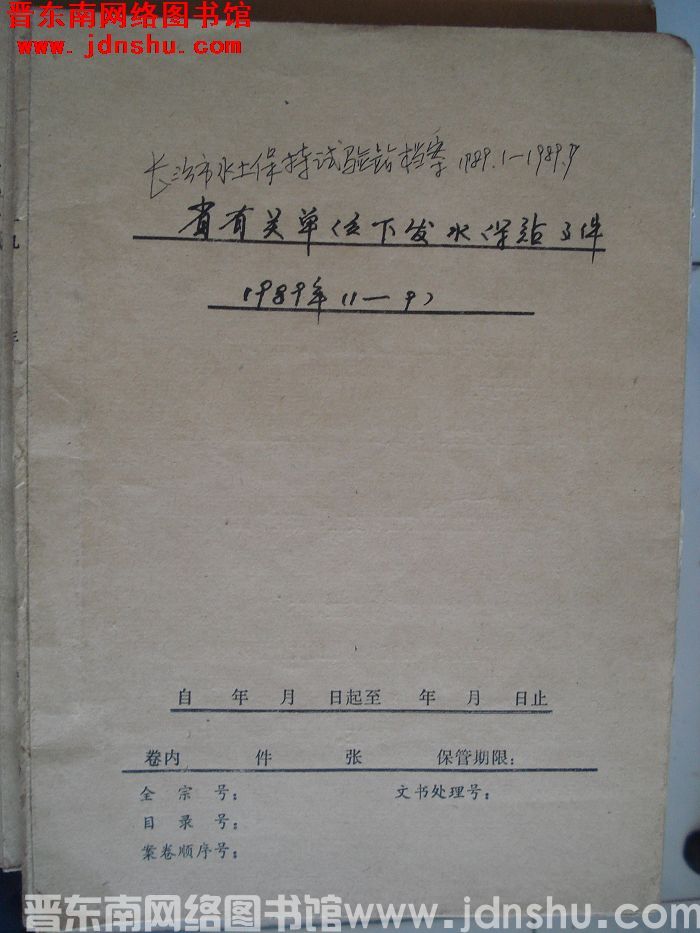 晋东南网络图书馆
www.jdnshu.com
长治市水土保持试验站档案 1989.1—1989.9
省有关单位下发水保站文件
1989年(1—9)
自 年 月 日起至 年 月 日止
卷内 件 张 保管期限:
全宗号: 文书处理号:
目录号:
案卷顺序号:
晋东南网络图书馆www.jdnshu.com